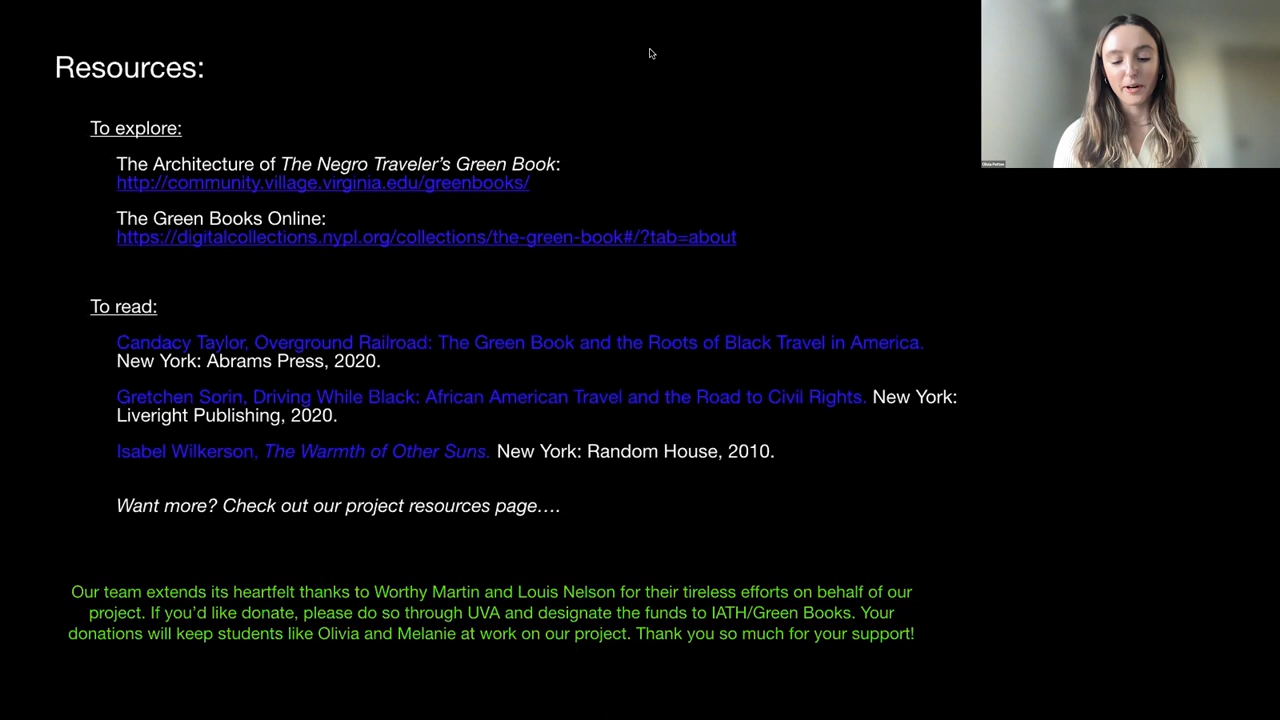 Resources:
To explore:
The Architecture of The Negro Traveler's Green Book:
http://community.village.virginia.edu/greenbooks/
The Green Books Online:
https://digitalcollections.nypl.org/collections/the-green-book#/?tab=about
To read:
Candacy Taylor, Overground Railroad: The Green Book and the Roots of Black Travel in America.
New York: Abrams Press, 2020.
Gretchen Sorin, Driving While Black: African American Travel and the Road to Civil Rights. New York:
Liveright Publishing, 2020.
Isabel Wilkerson, The Warmth of Other Suns. New York: Random House, 2010.
Want more? Check out our project resources page….
Our team extends its heartfelt thanks to Worthy Martin and Louis Nelson for their tireless efforts on behalf of our
project. If you'd like donate, please do so through UVA and designate the funds to IATH/Green Books. Your
donations will keep students like Olivia and Melanie at work on our project. Thank you so much for your support!